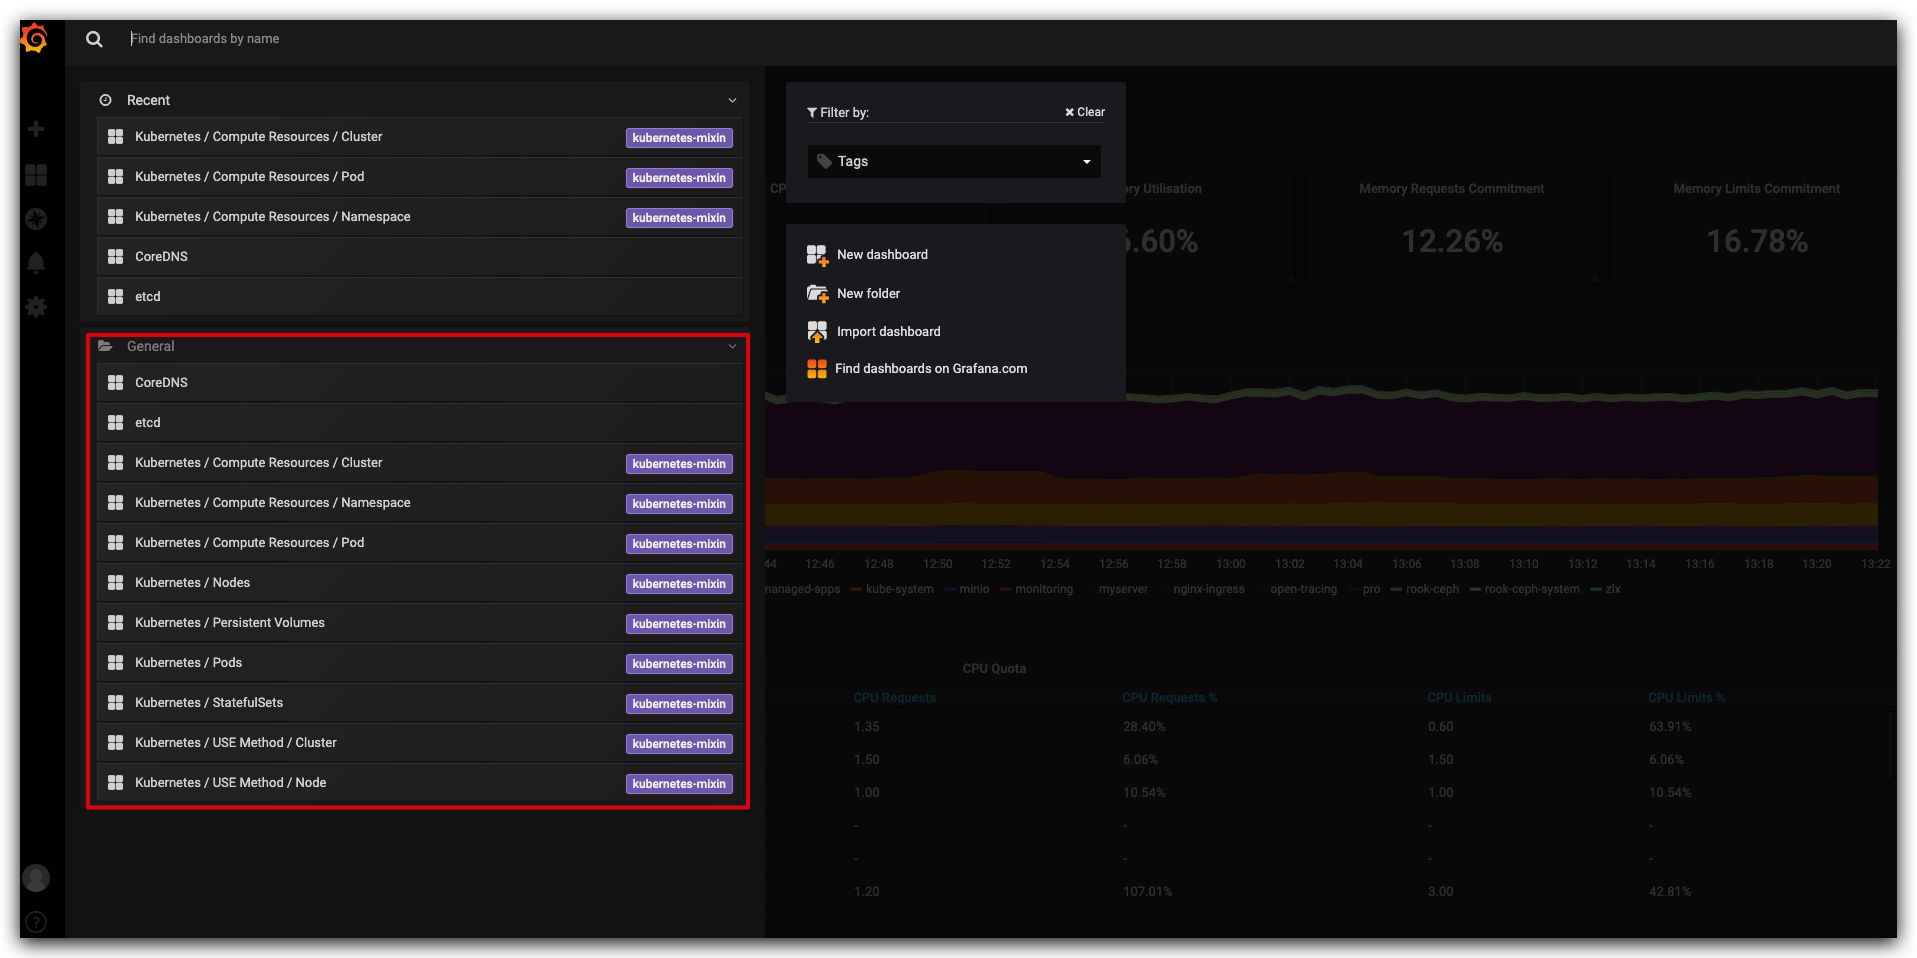 Find dashboards by name
Recent
Kubernetes / Compute Resources / Cluster kubernetes-mixin
Kubernetes / Compute Resources / Pod kubernetes-mixin
Kubernetes / Compute Resources / Namespace kubernetes-mixin
CoreDNS
etcd
General
CoreDNS
etcd
Kubernetes / Compute Resources / Cluster kubernetes-mixin
Kubernetes / Compute Resources / Namespace kubernetes-mixin
Kubernetes / Compute Resources / Pod kubernetes-mixin
Kubernetes / Nodes kubernetes-mixin
Kubernetes / Persistent Volumes kubernetes-mixin
Kubernetes / Pods kubernetes-mixin
Kubernetes / StatefulSets kubernetes-mixin
Kubernetes / USE Method / Cluster kubernetes-mixin
Kubernetes / USE Method / Node kubernetes-mixin
Filter by: Clear
Tags
New dashboard
New folder
Import dashboard
Find dashboards on Grafana.com
CP ry Utilisation Memory Requests Commitment Memory Limits Commitment
.60% 12.26% 16.78%
44 12:46 12:48 12:50 12:52 12:54 12:56 12:58 13:00 13:02 13:04 13:06 13:08 13:10 13:12 13:14 13:16 13:18 13:20 13:22
managed-apps kube-system minio monitoring myserver nginx-ingress open-tracing pro rook-ceph rook-ceph-system zlx
CPU Quota
CPU Requests CPU Requests % CPU Limits CPU Limits %
1.35 28.40% 0.60 63.91%
1.50 6.06% 1.50 6.06%
1.00 10.54% 1.00 10.54%
- - - -
- - - -
1.20 107.01% 3.00 42.81%
?